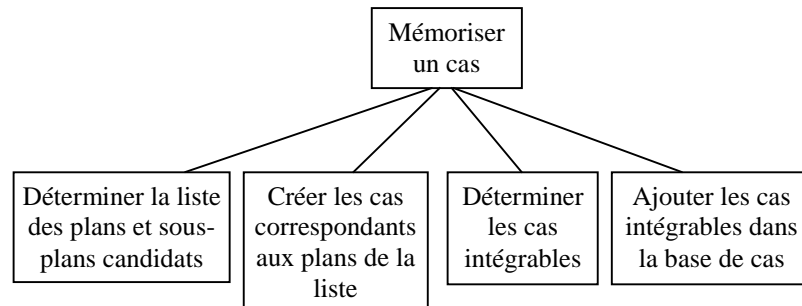 Mémoriser
un cas
Déterminer la liste
des plans et sous-
plans candidats
Créer les cas
correspondants
aux plans de la
liste
Déterminer
les cas
intégrables
Ajouter les cas
intégrables dans
la base de cas